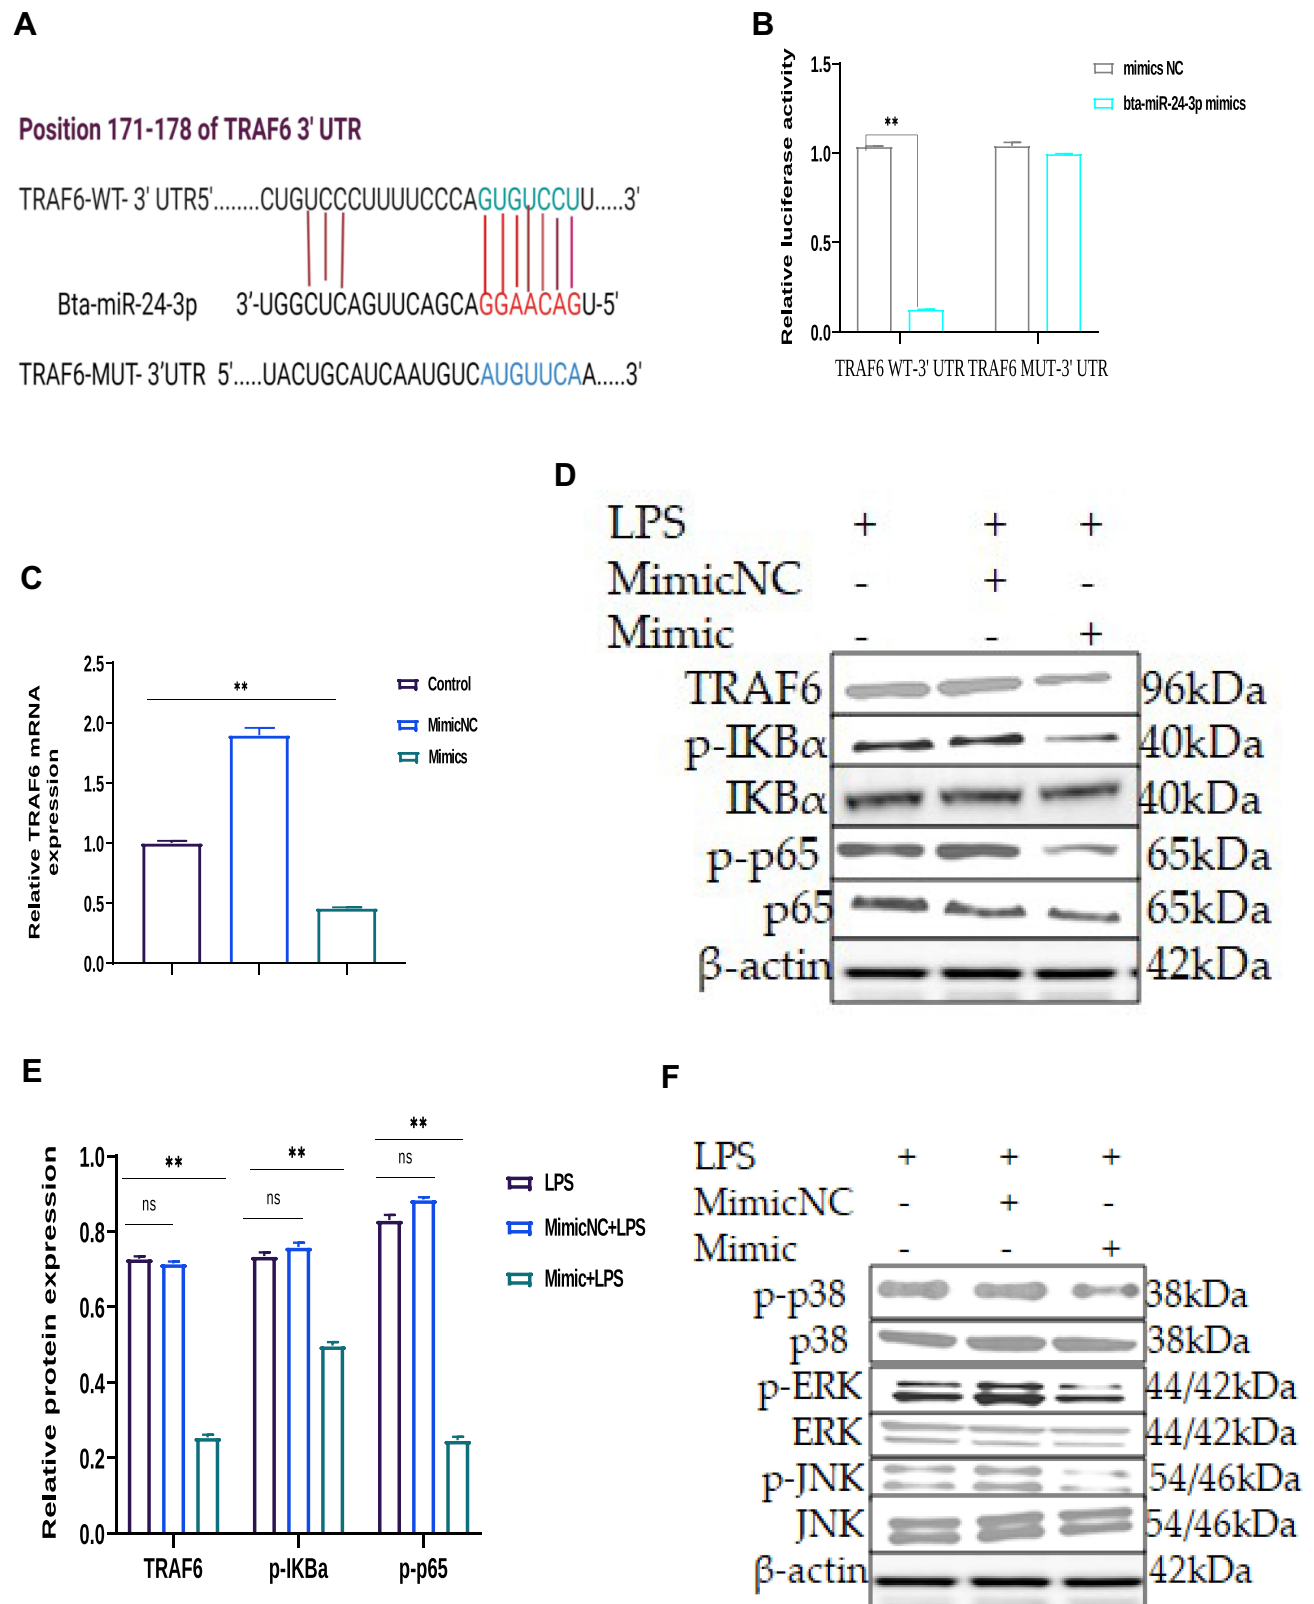 A
Position 171-178 of TRAF6 3' UTR
TRAF6-WT- 3' UTR5'........CUGUCCCUUUUCCCAGUGUCCUU.....3'
Bta-miR-24-3p 3'-UGGCUCAGUUCAGCAGGAACAGU-5'
TRAF6-MUT- 3'UTR 5'.....UACUGCAUCAAUGUCAUGUUCAA.....3'
B
Relative luciferase activity
1.5
1.0
0.5
0.0
**
mimics NC
bta-miR-24-3p mimics
TRAF6 WT-3' UTR TRAF6 MUT-3' UTR
C
Relative TRAF6 mRNA
expression
2.5
2.0
1.5
1.0
0.5
0.0
**
Control
MimicNC
Mimics
D
LPS + + +
MimicNC - + -
Mimic - - +
TRAF6 96kDa
p-IKBα 40kDa
IKBα 40kDa
p-p65 65kDa
p65 65kDa
β-actin 42kDa
E
Relative protein expression
1.0
0.8
0.6
0.4
0.2
0.0
**
ns
**
ns
**
ns
LPS
MimicNC+LPS
Mimic+LPS
TRAF6 p-IKBa p-p65
F
LPS + + +
MimicNC - + -
Mimic - - +
p-p38 38kDa
p38 38kDa
p-ERK 44/42kDa
ERK 44/42kDa
p-JNK 54/46kDa
JNK 54/46kDa
β-actin 42kDa